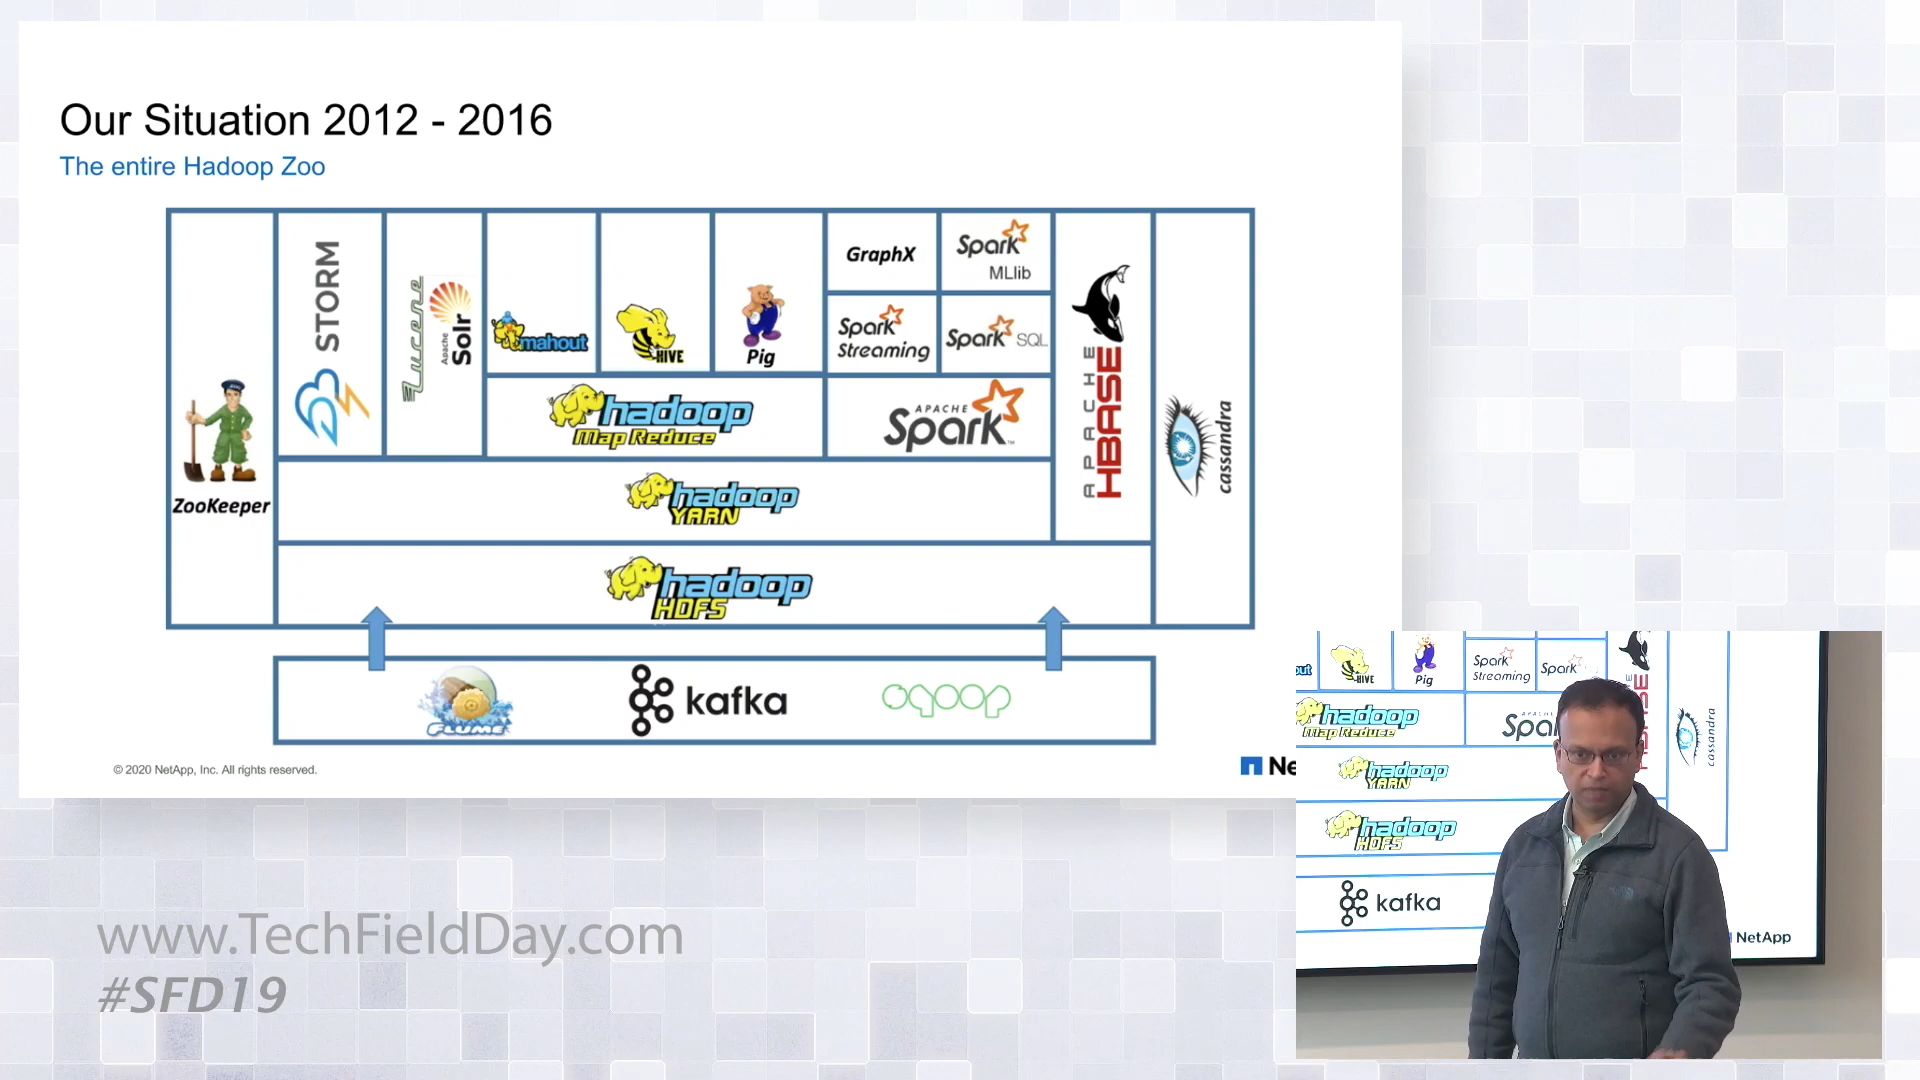 Our Situation 2012 - 2016
The entire Hadoop Zoo
ZooKeeper
STORM
Lucene
Apache
Solr
mahout
HIVE
Pig
GraphX
Spark
MLlib
Spark
Streaming
Spark SQL
hadoop
Map Reduce
APACHE
Spark™
APACHE
HBASE
cassandra
hadoop
YARN
hadoop
HDFS
FLUME
kafka
sqoop
© 2020 NetApp, Inc. All rights reserved.
Ne
www.TechFieldDay.com
#SFD19
out
HIVE
Pig
Spark
Streaming
Spark
hadoop
Map Reduce
Spa
cassandra
hadoop
YARN
hadoop
HDFS
kafka
NetApp